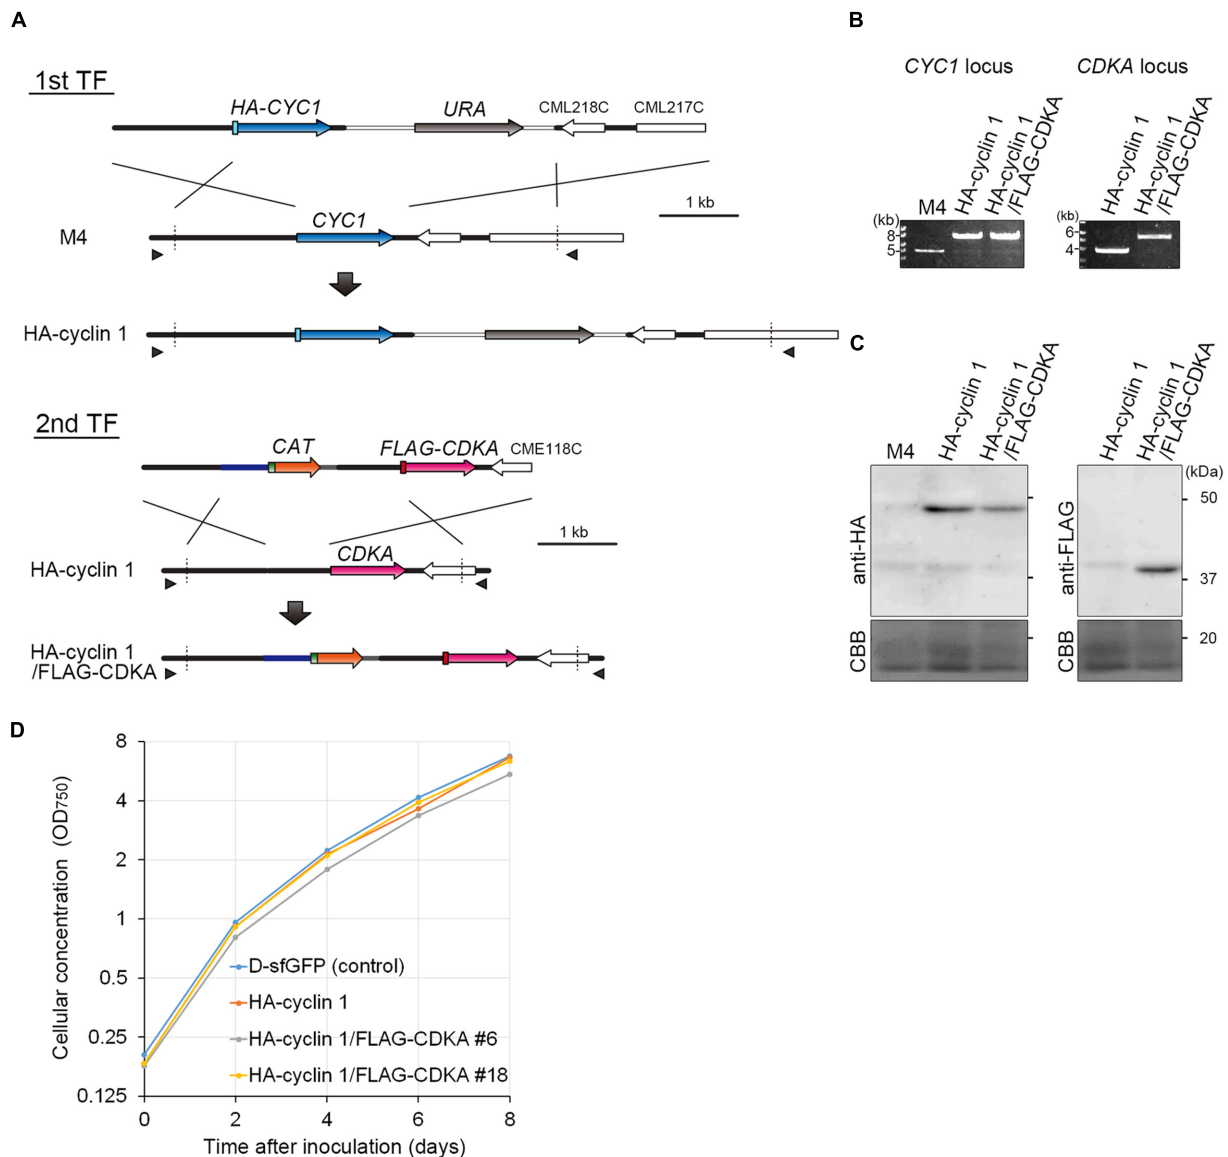 A
1st TF
HA-CYC1
URA
CML218C
CML217C
1 kb
CYC1
M4
HA-cyclin 1
2nd TF
CAT
FLAG-CDKA
CME118C
1 kb
CDKA
HA-cyclin 1
HA-cyclin 1
/FLAG-CDKA
B
CYC1 locus
CDKA locus
M4
HA-cyclin 1
HA-cyclin 1
/FLAG-CDKA
HA-cyclin 1
HA-cyclin 1
/FLAG-CDKA
(kb)
8
5
(kb)
6
4
C
M4
HA-cyclin 1
HA-cyclin 1
/FLAG-CDKA
HA-cyclin 1
HA-cyclin 1
/FLAG-CDKA
(kDa)
50
37
20
anti-HA
CBB
anti-FLAG
CBB
D
Cellular concentration (OD750)
8
4
2
1
0.5
0.25
0.125
D-sfGFP (control)
HA-cyclin 1
HA-cyclin 1/FLAG-CDKA #6
HA-cyclin 1/FLAG-CDKA #18
0 2 4 6 8
Time after inoculation (days)